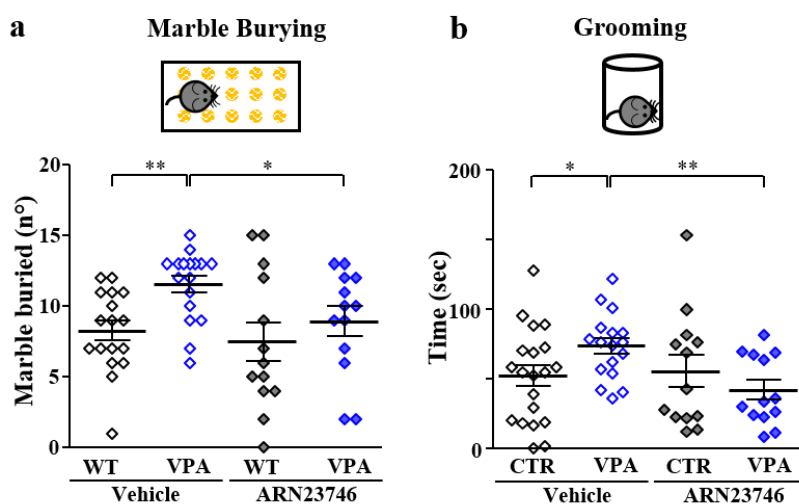 a Marble Burying
** *
Marble buried (n°)
20
15
10
5
0
WT VPA WT VPA
Vehicle ARN23746
b Grooming
* **
Time (sec)
200
100
0
CTR VPA CTR VPA
Vehicle ARN23746